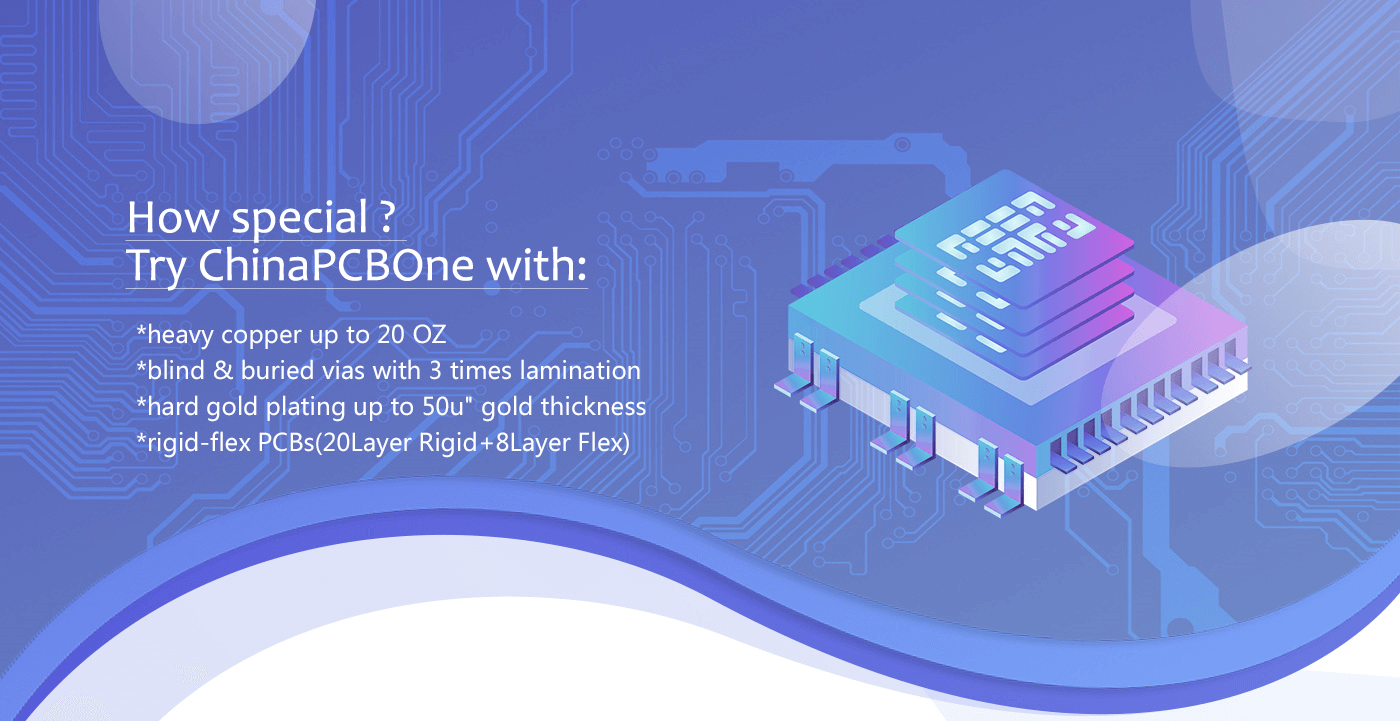 How special ?
Try ChinaPCBOne with:
*heavy copper up to 20 OZ
*blind & buried vias with 3 times lamination
*hard gold plating up to 50u" gold thickness
*rigid-flex PCBs(20Layer Rigid+8Layer Flex)